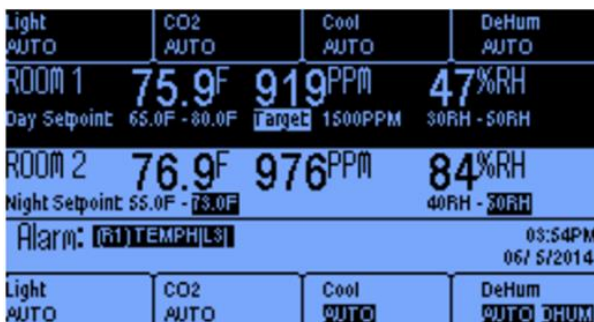 Light CO2 Cool DeHum
AUTO AUTO AUTO AUTO
ROOM 1 75.9F 919PPM 47%RH
Day Setpoint: 65.0F - 80.0F Target: 1500PPM 30RH - 50RH
ROOM 2 76.9F 976PPM 84%RH
Night Setpoint: 55.0F - 73.0F 40RH - 50RH
Alarm: (R1)TEMPH|L3| 03:54PM
06/ 5/2014
Light CO2 Cool DeHum
AUTO AUTO AUTO AUTO DHUM